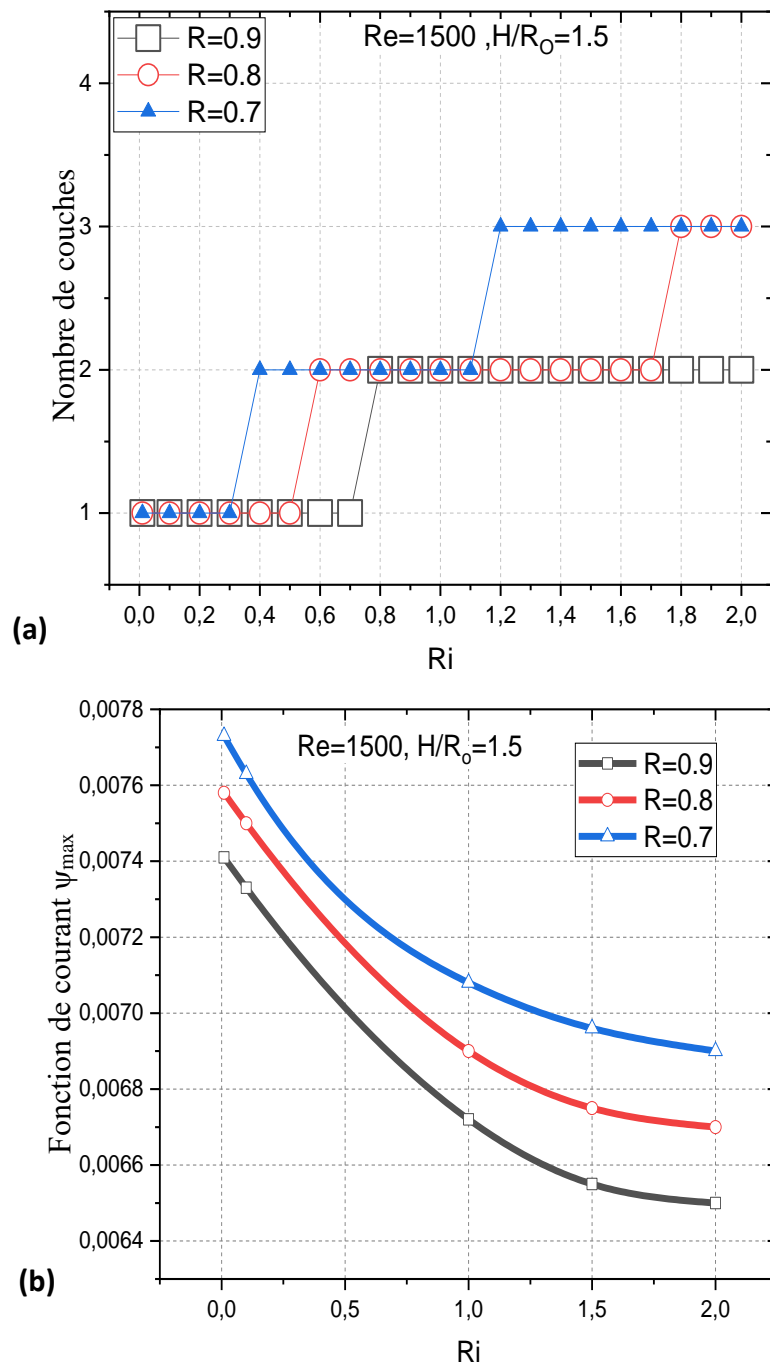 R=0.9
R=0.8
R=0.7
Re=1500 ,H/R_O=1.5
4
3
2
1
Nombre de couches
0,0 0,2 0,4 0,6 0,8 1,0 1,2 1,4 1,6 1,8 2,0
Ri
(a)
0,0078
0,0076
0,0074
0,0072
0,0070
0,0068
0,0066
0,0064
Fonction de courant ψ_max
Re=1500, H/R_o=1.5
R=0.9
R=0.8
R=0.7
0,0 0,5 1,0 1,5 2,0
Ri
(b)